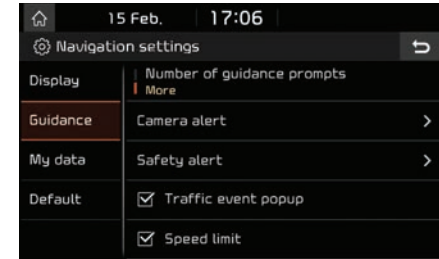 15 Feb. 17:06
Navigation settings
Display
Number of guidance prompts
More
Guidance
Camera alert
My data
Safety alert
Default
Traffic event popup
Speed limit